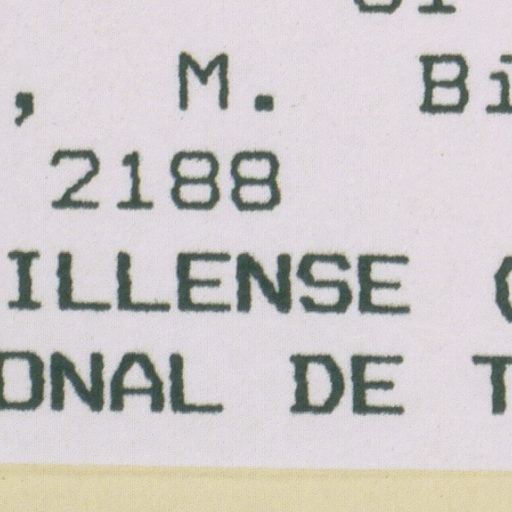 , M. Bi
2188
ILLENSE (
ONAL DE T